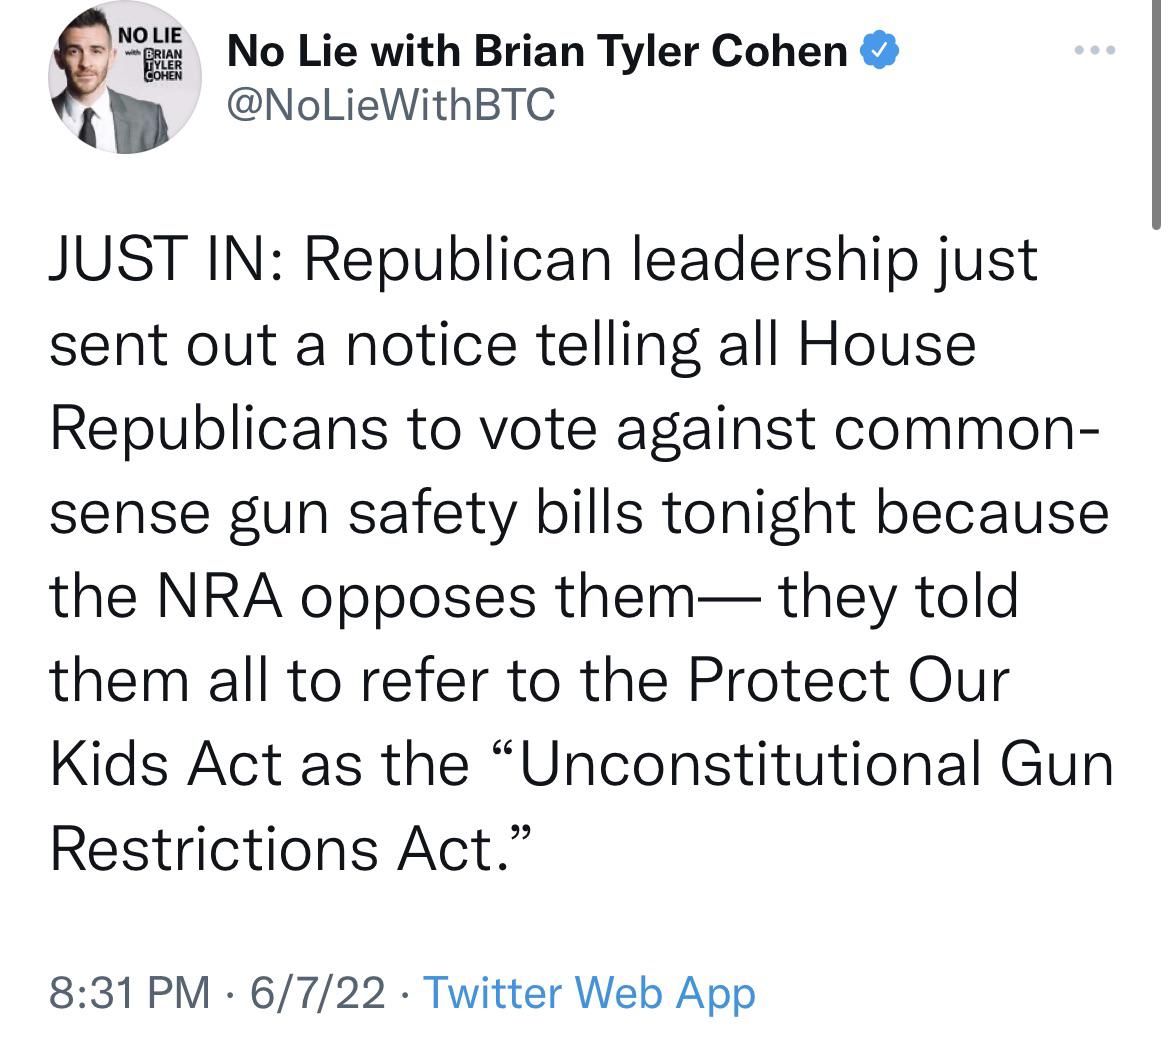 NO LIE
with BRIAN
TYLER
COHEN
No Lie with Brian Tyler Cohen
@NoLieWithBTC
JUST IN: Republican leadership just
sent out a notice telling all House
Republicans to vote against common-
sense gun safety bills tonight because
the NRA opposes them— they told
them all to refer to the Protect Our
Kids Act as the “Unconstitutional Gun
Restrictions Act.”
8:31 PM · 6/7/22 · Twitter Web App